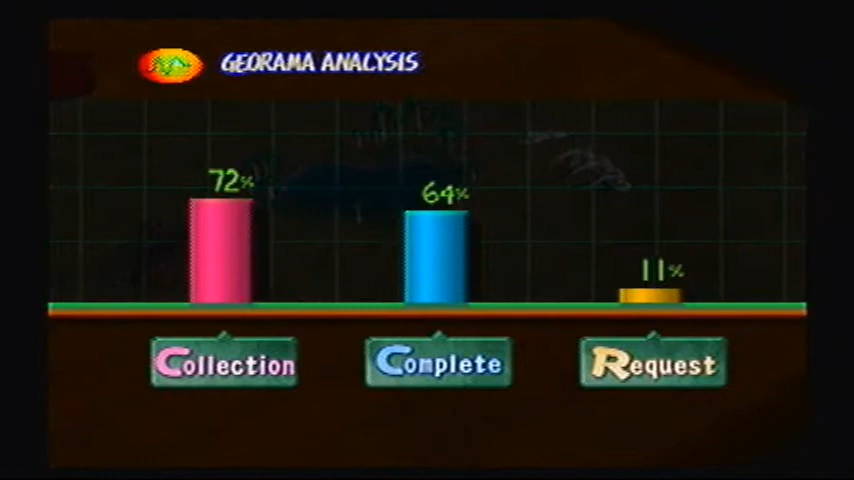 GEORAMA ANALYSIS
72%
64%
11%
Collection
Complete
Request